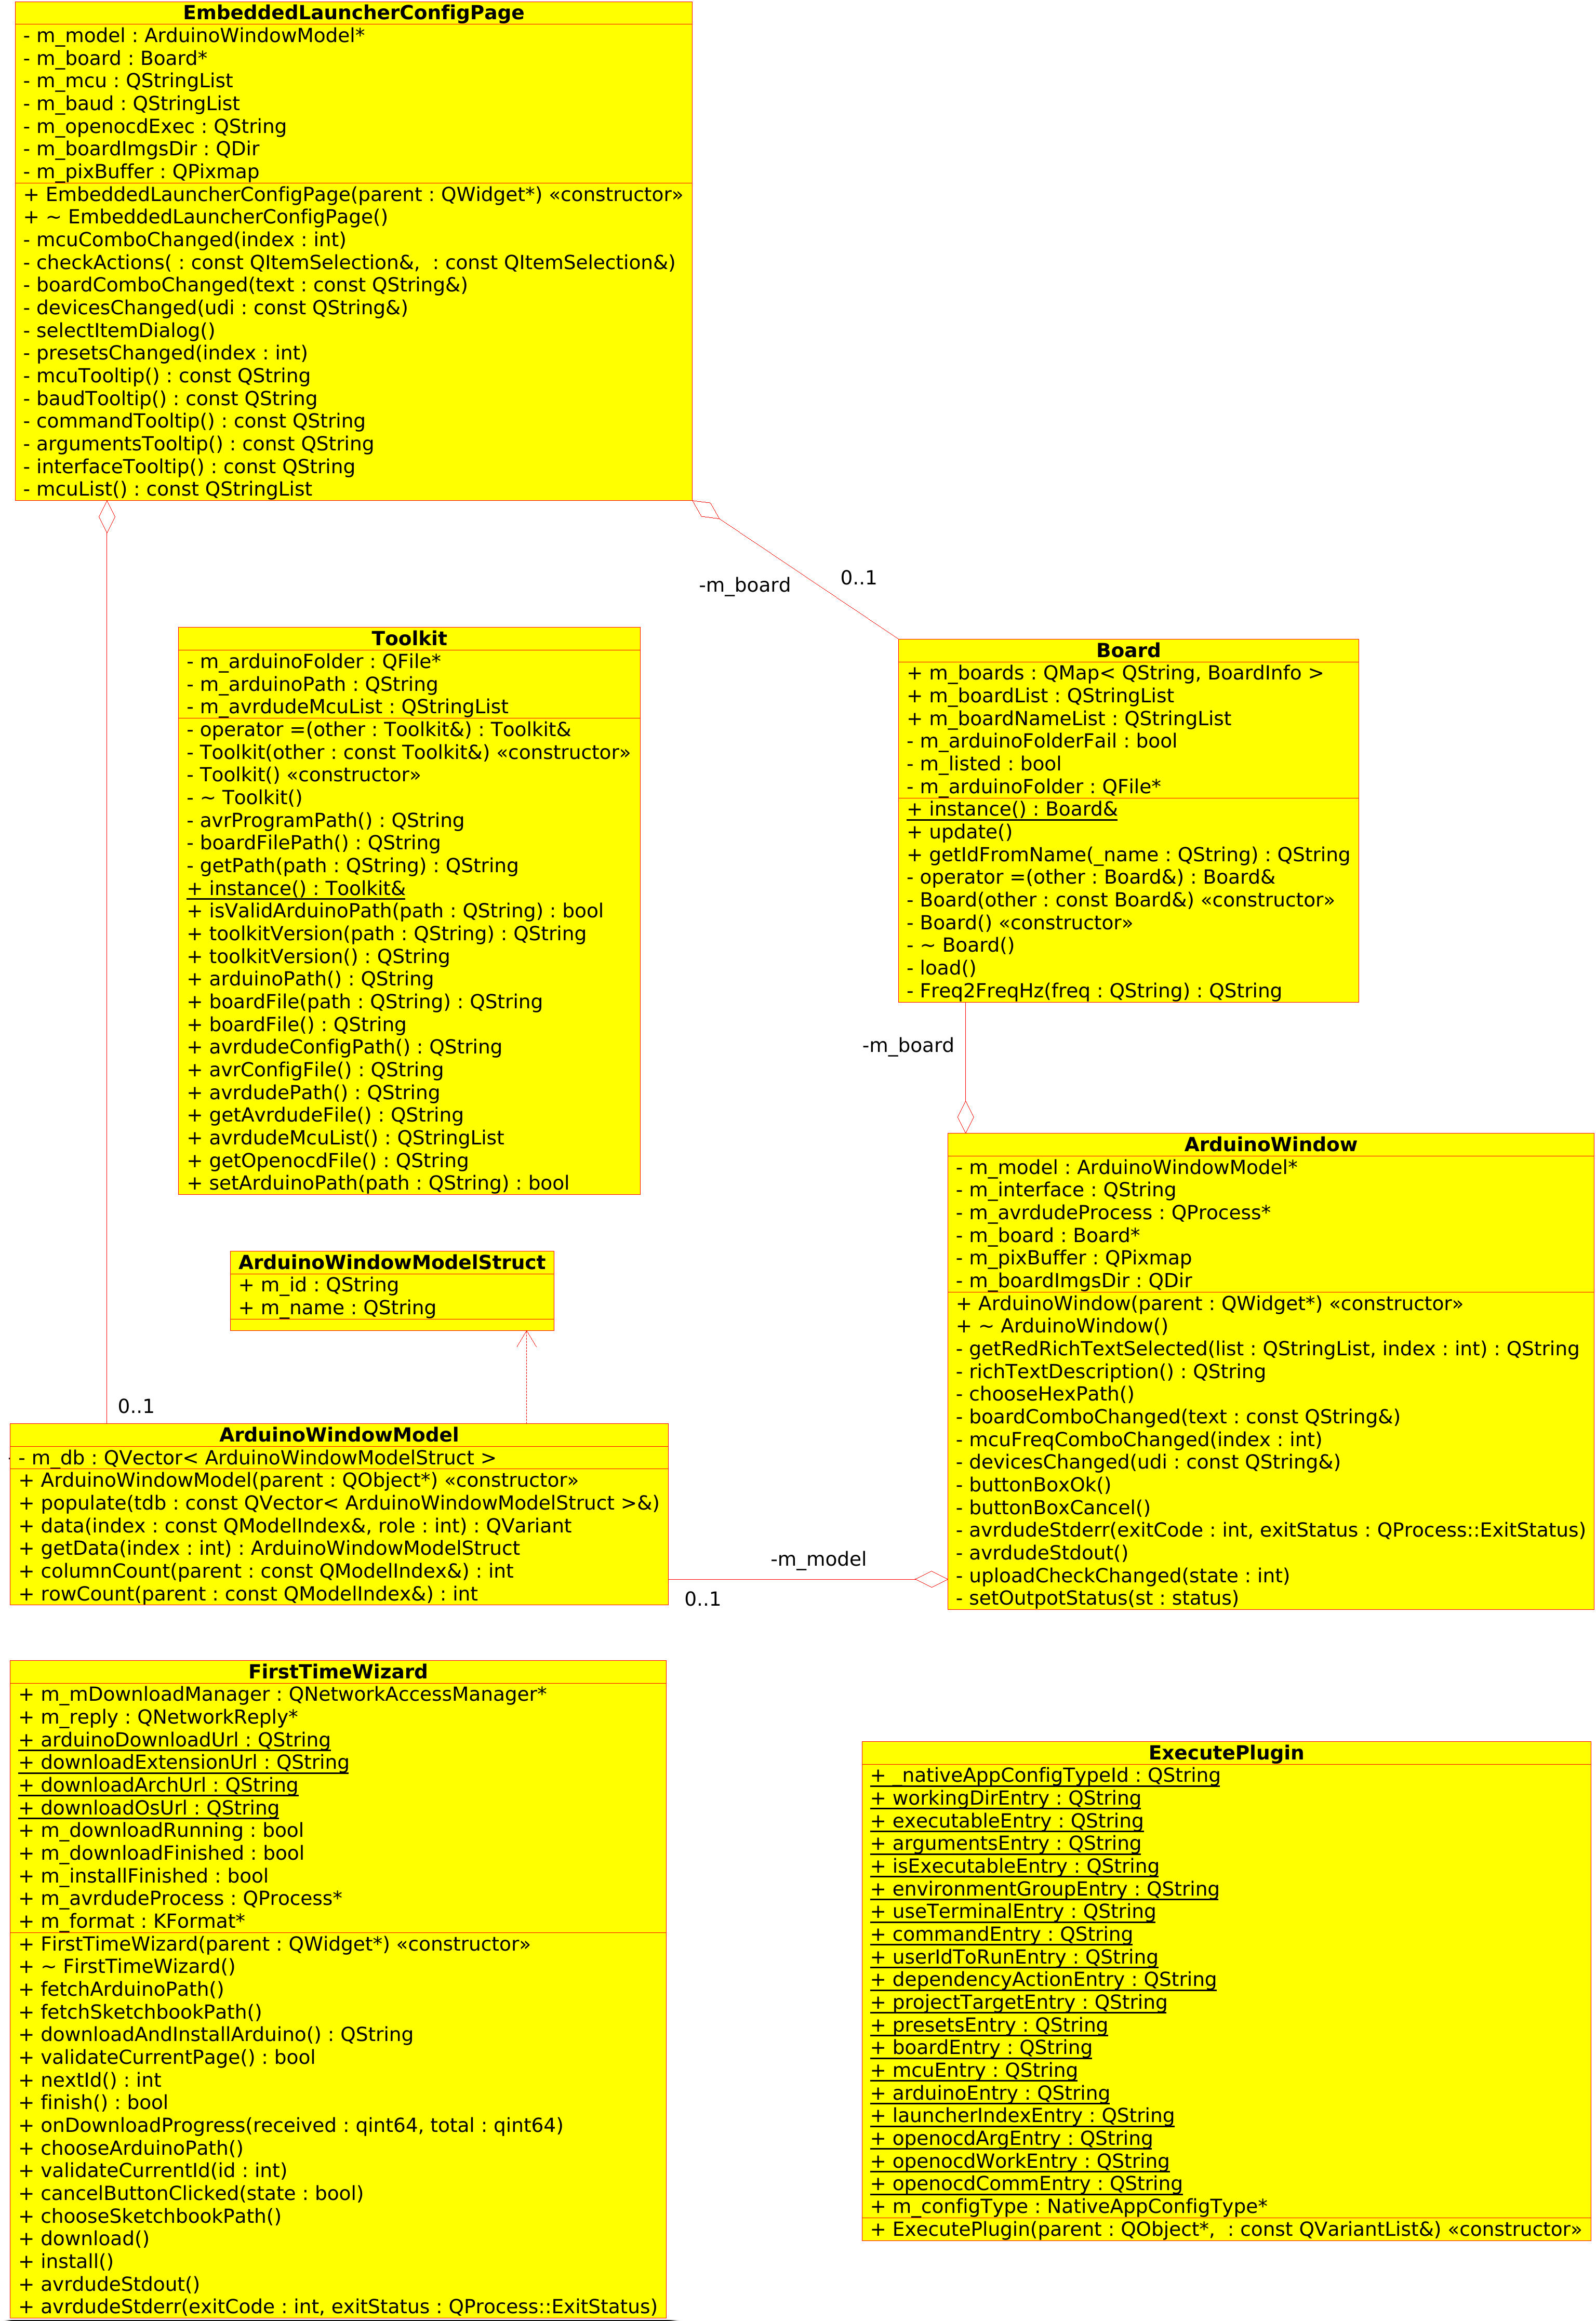 EmbeddedLauncherConfigPage
- m_model : ArduinoWindowModel*
- m_board : Board*
- m_mcu : QStringList
- m_baud : QStringList
- m_openocdExec : QString
- m_boardImgsDir : QDir
- m_pixBuffer : QPixmap
+ EmbeddedLauncherConfigPage(parent : QWidget*) «constructor»
+ ~ EmbeddedLauncherConfigPage()
- mcuComboChanged(index : int)
- checkActions( : const QItemSelection&,  : const QItemSelection&)
- boardComboChanged(text : const QString&)
- devicesChanged(udi : const QString&)
- selectItemDialog()
- presetsChanged(index : int)
- mcuTooltip() : const QString
- baudTooltip() : const QString
- commandTooltip() : const QString
- argumentsTooltip() : const QString
- interfaceTooltip() : const QString
- mcuList() : const QStringList
-m_board
0..1
Toolkit
- m_arduinoFolder : QFile*
- m_arduinoPath : QString
- m_avrdudeMcuList : QStringList
- operator =(other : Toolkit&) : Toolkit&
- Toolkit(other : const Toolkit&) «constructor»
- Toolkit() «constructor»
- ~ Toolkit()
- avrProgramPath() : QString
- boardFilePath() : QString
- getPath(path : QString) : QString
+ instance() : Toolkit&
+ isValidArduinoPath(path : QString) : bool
+ toolkitVersion(path : QString) : QString
+ toolkitVersion() : QString
+ arduinoPath() : QString
+ boardFile(path : QString) : QString
+ boardFile() : QString
+ avrdudeConfigPath() : QString
+ avrConfigFile() : QString
+ avrdudePath() : QString
+ getAvrdudeFile() : QString
+ avrdudeMcuList() : QStringList
+ getOpenocdFile() : QString
+ setArduinoPath(path : QString) : bool
Board
+ m_boards : QMap< QString, BoardInfo >
+ m_boardList : QStringList
+ m_boardNameList : QStringList
- m_arduinoFolderFail : bool
- m_listed : bool
- m_arduinoFolder : QFile*
+ instance() : Board&
+ update()
+ getIdFromName(_name : QString) : QString
- operator =(other : Board&) : Board&
- Board(other : const Board&) «constructor»
- Board() «constructor»
- ~ Board()
- load()
- Freq2FreqHz(freq : QString) : QString
-m_board
ArduinoWindow
- m_model : ArduinoWindowModel*
- m_interface : QString
- m_avrdudeProcess : QProcess*
- m_board : Board*
- m_pixBuffer : QPixmap
- m_boardImgsDir : QDir
+ ArduinoWindow(parent : QWidget*) «constructor»
+ ~ ArduinoWindow()
- getRedRichTextSelected(list : QStringList, index : int) : QString
- richTextDescription() : QString
- chooseHexPath()
- boardComboChanged(text : const QString&)
- mcuFreqComboChanged(index : int)
- devicesChanged(udi : const QString&)
- buttonBoxOk()
- buttonBoxCancel()
- avrdudeStderr(exitCode : int, exitStatus : QProcess::ExitStatus)
- avrdudeStdout()
- uploadCheckChanged(state : int)
- setOutpotStatus(st : status)
ArduinoWindowModelStruct
+ m_id : QString
+ m_name : QString
0..1
ArduinoWindowModel
- m_db : QVector< ArduinoWindowModelStruct >
+ ArduinoWindowModel(parent : QObject*) «constructor»
+ populate(tdb : const QVector< ArduinoWindowModelStruct >&)
+ data(index : const QModelIndex&, role : int) : QVariant
+ getData(index : int) : ArduinoWindowModelStruct
+ columnCount(parent : const QModelIndex&) : int
+ rowCount(parent : const QModelIndex&) : int
-m_model
0..1
FirstTimeWizard
+ m_mDownloadManager : QNetworkAccessManager*
+ m_reply : QNetworkReply*
+ arduinoDownloadUrl : QString
+ downloadExtensionUrl : QString
+ downloadArchUrl : QString
+ downloadOsUrl : QString
+ m_downloadRunning : bool
+ m_downloadFinished : bool
+ m_installFinished : bool
+ m_avrdudeProcess : QProcess*
+ m_format : KFormat*
+ FirstTimeWizard(parent : QWidget*) «constructor»
+ ~ FirstTimeWizard()
+ fetchArduinoPath()
+ fetchSketchbookPath()
+ downloadAndInstallArduino() : QString
+ validateCurrentPage() : bool
+ nextId() : int
+ finish() : bool
+ onDownloadProgress(received : qint64, total : qint64)
+ chooseArduinoPath()
+ validateCurrentId(id : int)
+ cancelButtonClicked(state : bool)
+ chooseSketchbookPath()
+ download()
+ install()
+ avrdudeStdout()
+ avrdudeStderr(exitCode : int, exitStatus : QProcess::ExitStatus)
ExecutePlugin
+ _nativeAppConfigTypeId : QString
+ workingDirEntry : QString
+ executableEntry : QString
+ argumentsEntry : QString
+ isExecutableEntry : QString
+ environmentGroupEntry : QString
+ useTerminalEntry : QString
+ commandEntry : QString
+ userIdToRunEntry : QString
+ dependencyActionEntry : QString
+ projectTargetEntry : QString
+ presetsEntry : QString
+ boardEntry : QString
+ mcuEntry : QString
+ arduinoEntry : QString
+ launcherIndexEntry : QString
+ openocdArgEntry : QString
+ openocdWorkEntry : QString
+ openocdCommEntry : QString
+ m_configType : NativeAppConfigType*
+ ExecutePlugin(parent : QObject*,  : const QVariantList&) «constructor»